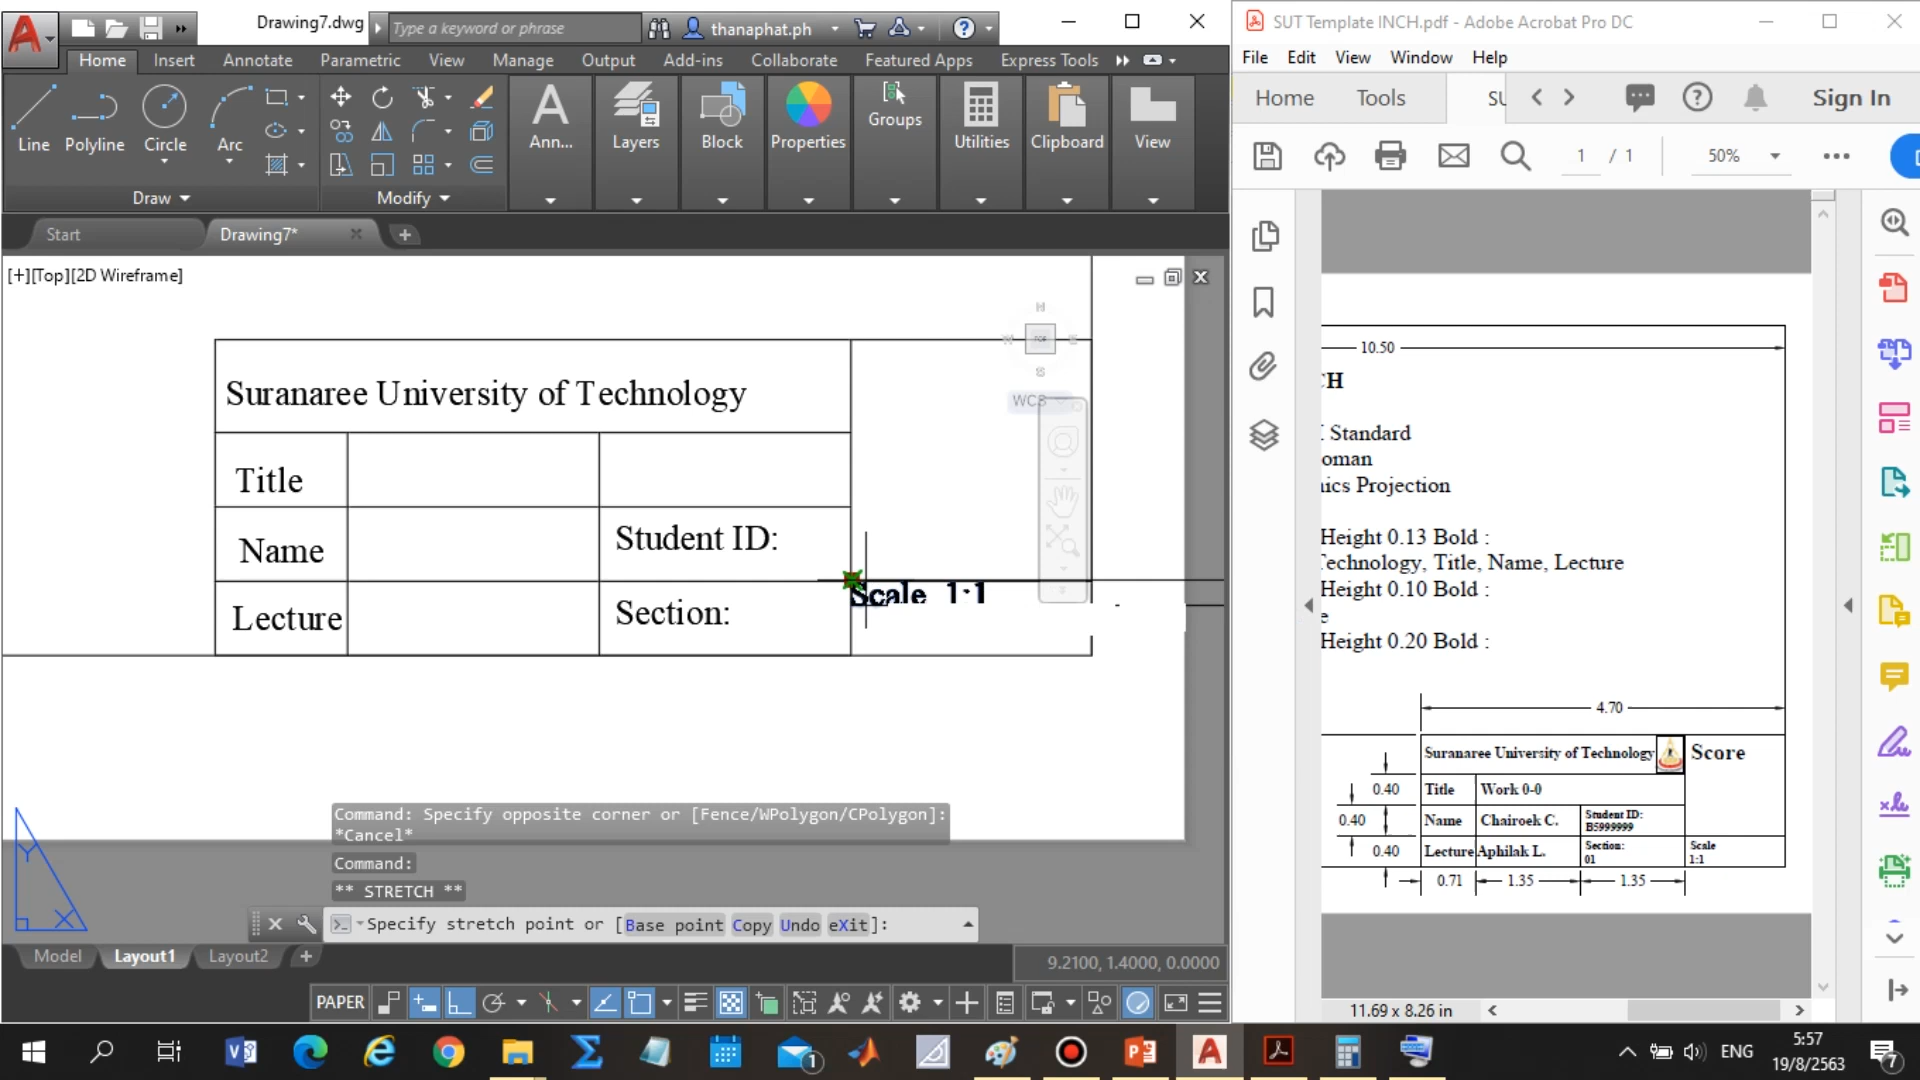 Drawing7.dwg
Type a keyword or phrase
thanaphat.ph
Home Insert Annotate Parametric View Manage Output Add-ins Collaborate Featured Apps Express Tools
Line Polyline Circle Arc
Ann... Layers Block Properties Groups Utilities Clipboard View
Draw Modify
Start Drawing7*
[+][Top][2D Wireframe]
TOP
WCS
Suranaree University of Technology
Title
Name Student ID:
Lecture Section:
Scale 1:1
Command: Specify opposite corner or [Fence/WPolygon/CPolygon]:
*Cancel*
Command:
** STRETCH **
Specify stretch point or [Base point Copy Undo eXit]:
Y
X
Model Layout1 Layout2 +
9.2100, 1.4000, 0.0000
PAPER
SUT Template INCH.pdf - Adobe Acrobat Pro DC
File Edit View Window Help
Home Tools SU Sign In
1 / 1 50%
10.50
CH
Standard
oman
nics Projection
Height 0.13 Bold :
Technology, Title, Name, Lecture
Height 0.10 Bold :
e
Height 0.20 Bold :
4.70
Suranaree University of Technology Score
0.40 Title Work 0-0
0.40 Name Chairoek C. Student ID:
B5999999
0.40 Lecture Aphilak L. Section:
01
Scale
1:1
0.71 1.35 1.35
11.69 x 8.26 in
1
ENG
5:57
19/8/2563
7